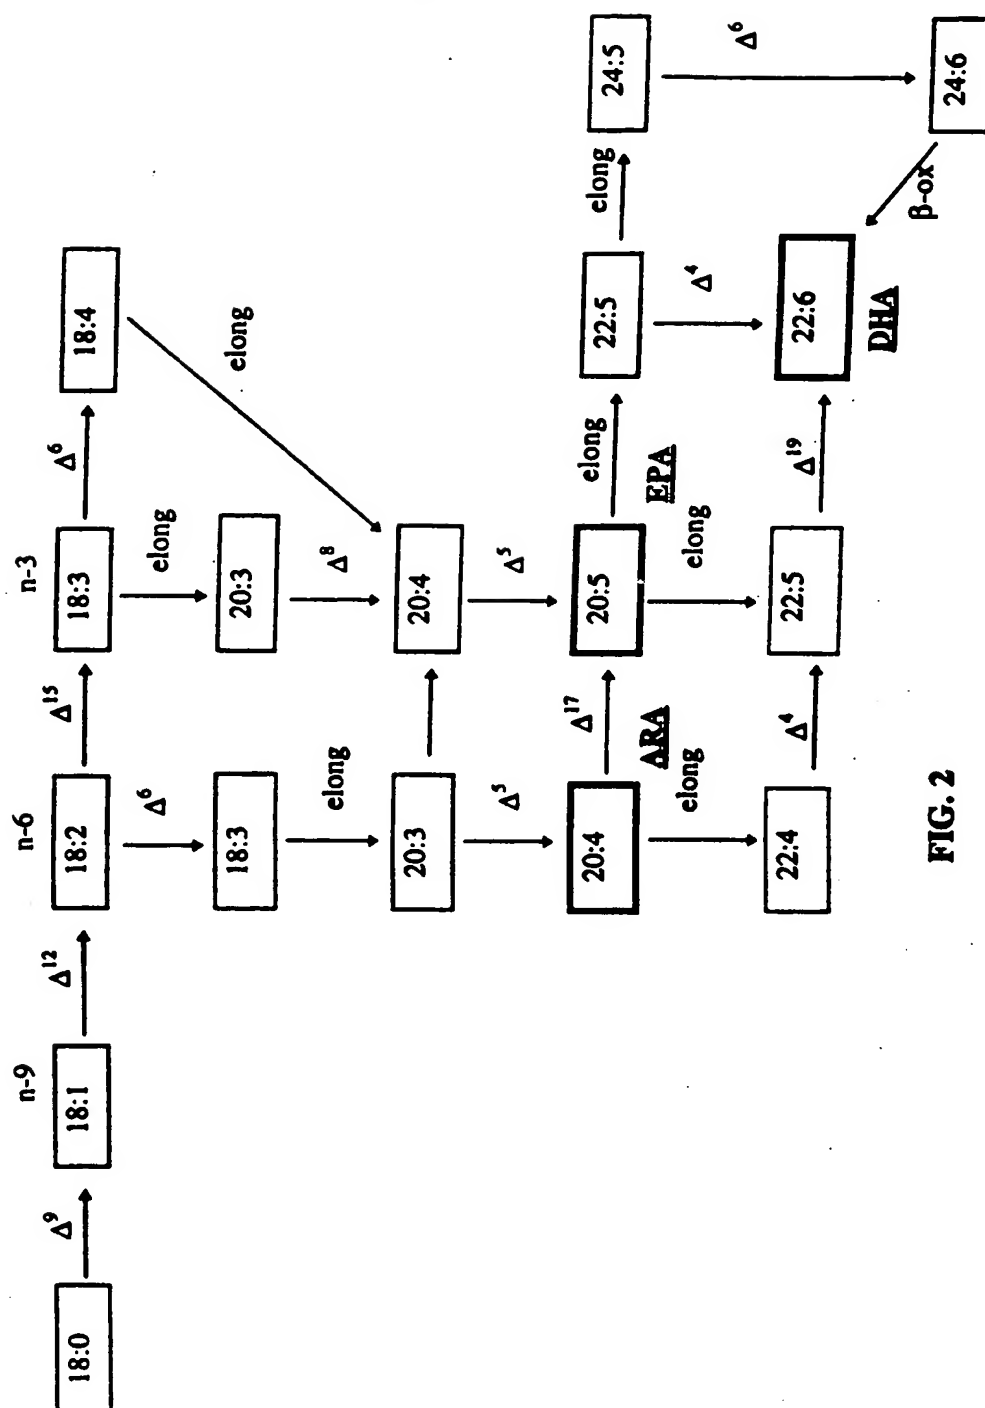 n-9 n-6 n-3
Δ⁹ Δ¹² Δ¹⁵ Δ⁶
18:0 18:1 18:2 18:3 18:4
Δ⁶ elong
18:3 20:3
elong Δ⁸ elong
20:3 20:4
Δ⁵ Δ⁵
Δ¹⁷ elong elong
20:4 20:5 22:5 24:5
ARA EPA
elong elong Δ⁴ Δ⁶
Δ⁴ Δ¹⁹
22:4 22:5 22:6 24:6
DHA β-ox
FIG. 2